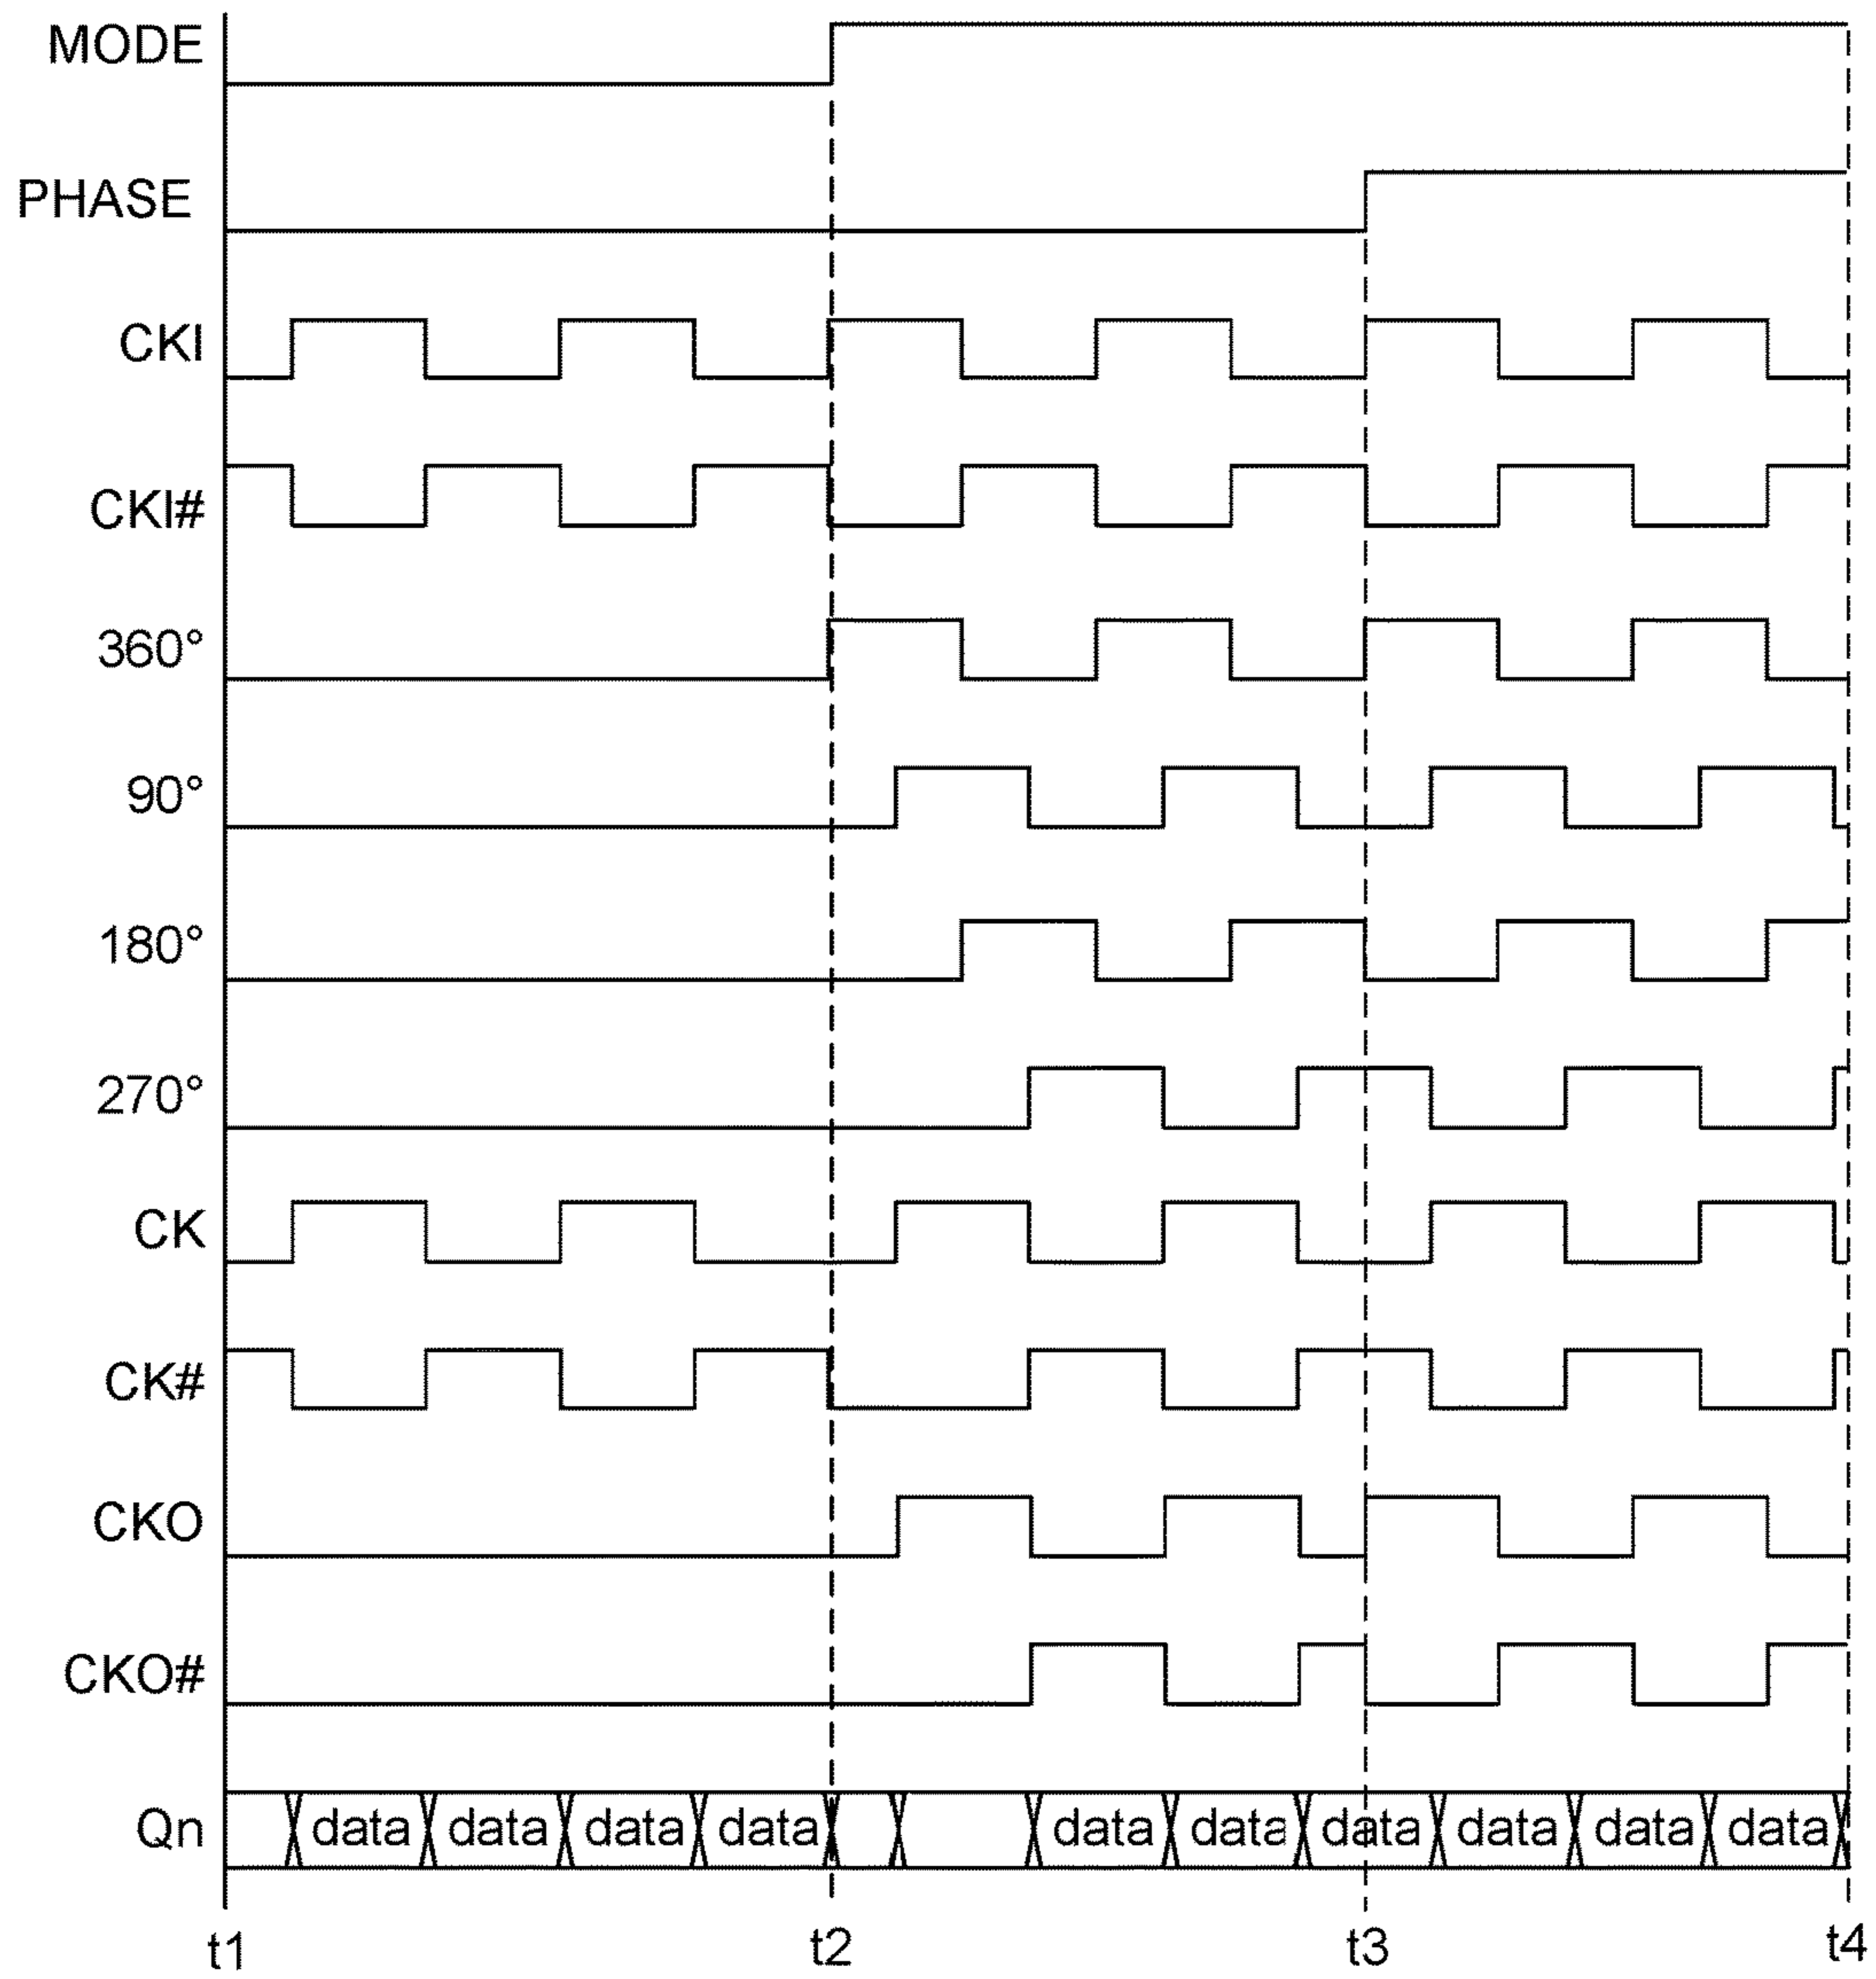 MODE
PHASE
CKI
CKI#
360°
90°
180°
270°
CK
CK#
CKO
CKO#
Qn data data data data data data data data data data
t1 t2 t3 t4